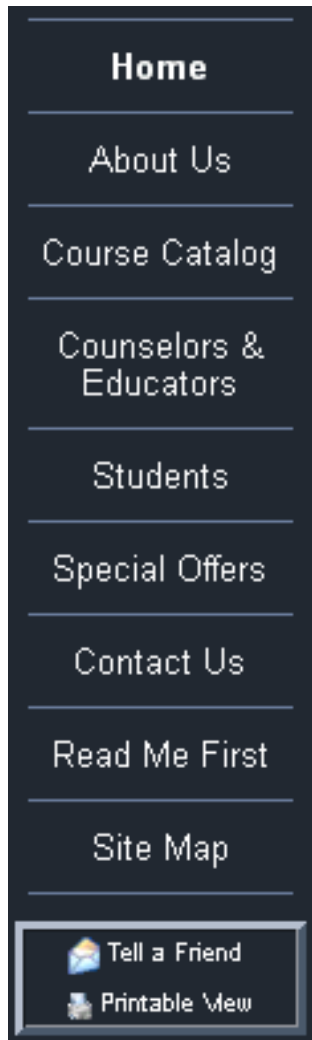 Home
About Us
Course Catalog
Counselors &
Educators
Students
Special Offers
Contact Us
Read Me First
Site Map
Tell a Friend
Printable View